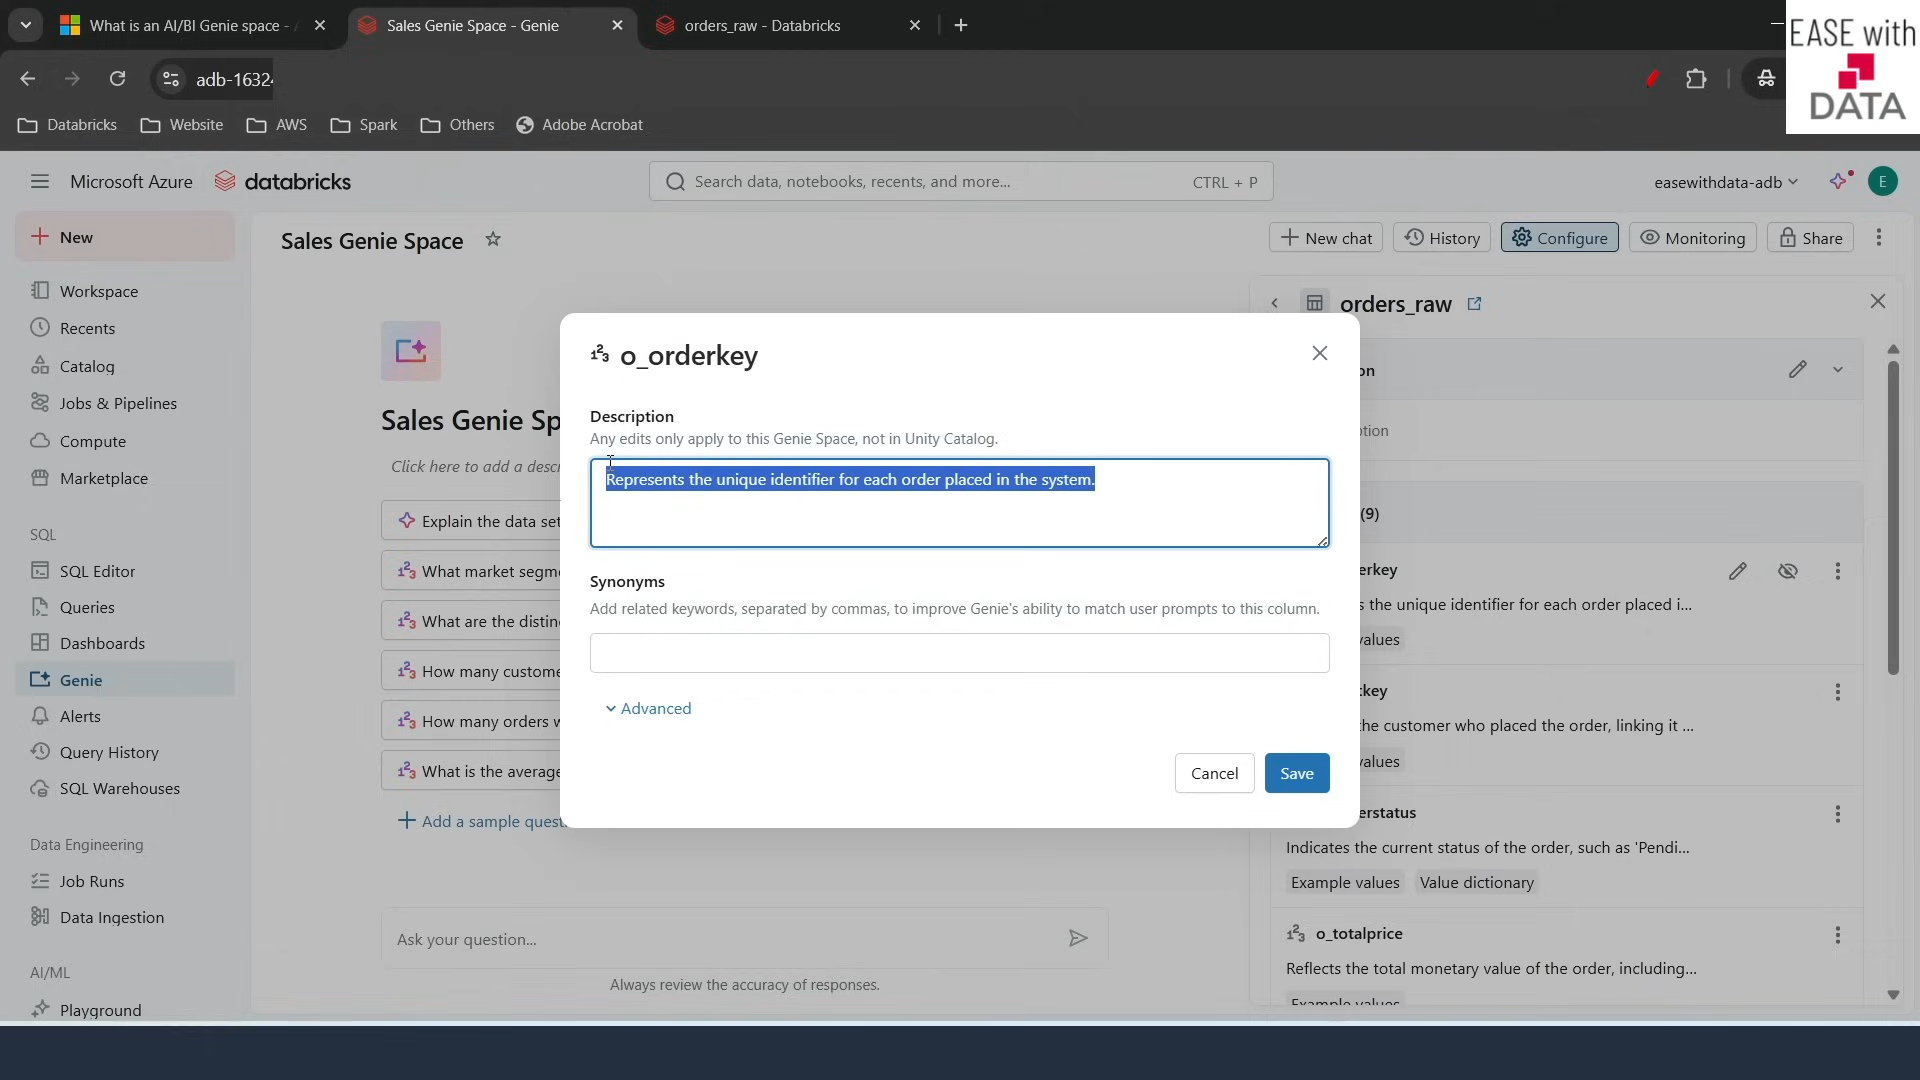 What is an AI/BI Genie space -
Sales Genie Space - Genie
orders_raw - Databricks
EASE with
DATA
adb-1632
Databricks
Website
AWS
Spark
Others
Adobe Acrobat
Microsoft Azure
databricks
Search data, notebooks, recents, and more...
CTRL + P
easewithdata-adb
E
New
Sales Genie Space
New chat
History
Configure
Monitoring
Share
Workspace
Recents
Catalog
Jobs & Pipelines
Compute
Marketplace
SQL
SQL Editor
Queries
Dashboards
Genie
Alerts
Query History
SQL Warehouses
Data Engineering
Job Runs
Data Ingestion
AI/ML
Playground
Sales Genie Sp
Click here to add a descr
Explain the data set
What market segm
What are the distin
How many custome
How many orders w
What is the average
Add a sample quest
Ask your question...
Always review the accuracy of responses.
o_orderkey
Description
Any edits only apply to this Genie Space, not in Unity Catalog.
Represents the unique identifier for each order placed in the system.
Synonyms
Add related keywords, separated by commas, to improve Genie's ability to match user prompts to this column.
Advanced
Cancel
Save
orders_raw
on
ption
(9)
erkey
s the unique identifier for each order placed i...
values
tkey
the customer who placed the order, linking it ...
values
erstatus
Indicates the current status of the order, such as 'Pendi...
Example values
Value dictionary
o_totalprice
Reflects the total monetary value of the order, including...
Example values